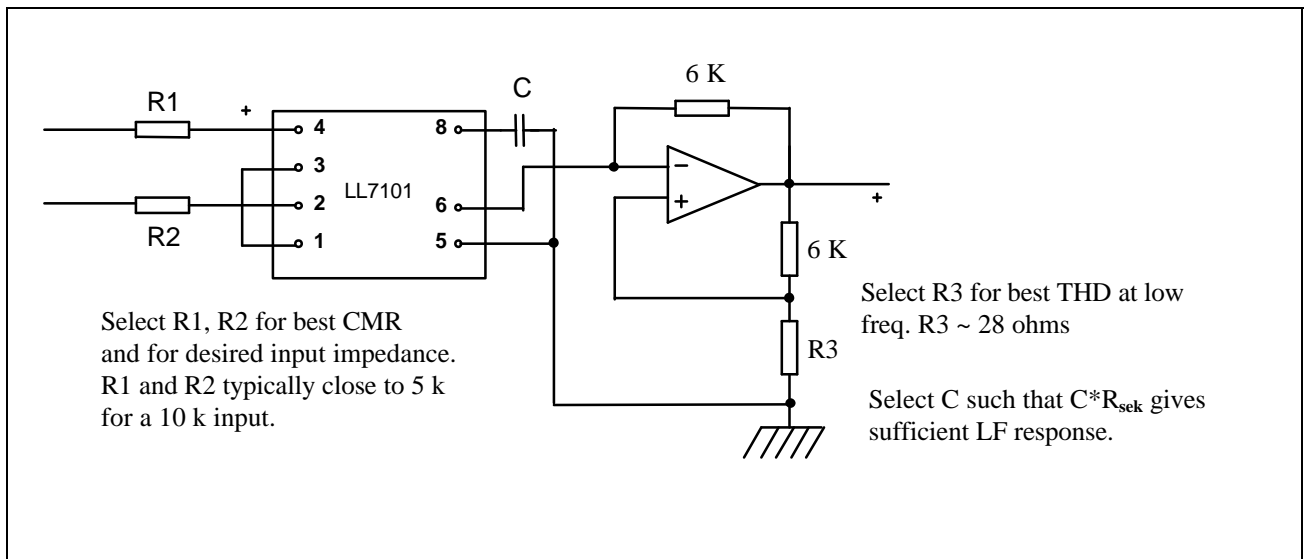 6 K
C
R1
+
4
8
3
LL7101
2
6
−
+
+
R2
1
5
6 K
Select R1, R2 for best CMR
and for desired input impedance.
R1 and R2 typically close to 5 k
for a 10 k input.
Select R3 for best THD at low
freq. R3 ~ 28 ohms
R3
Select C such that C*Rsek gives
sufficient LF response.